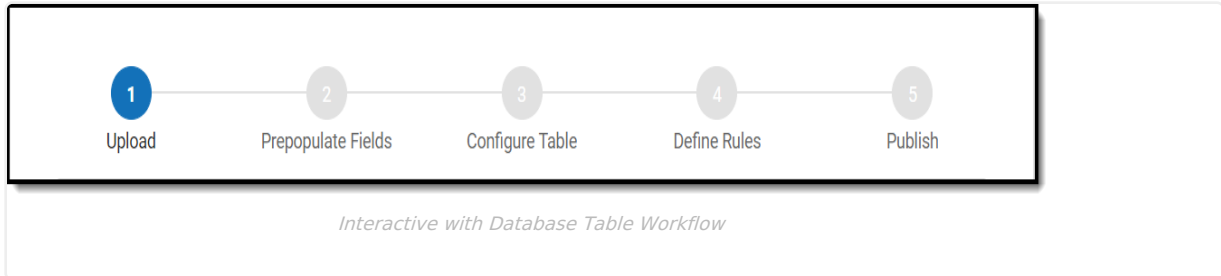 1 2 3 4 5
Upload Prepopulate Fields Configure Table Define Rules Publish
Interactive with Database Table Workflow